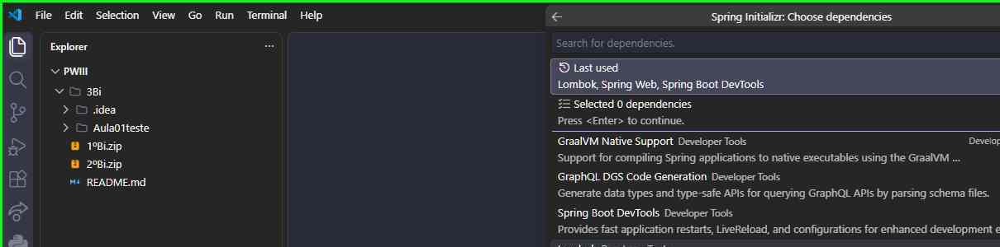 File Edit Selection View Go Run Terminal Help
Spring Initializr: Choose dependencies
Explorer
PWIII
3Bi
.idea
Aula01teste
1ºBi.zip
2ºBi.zip
README.md
Search for dependencies.
Last used
Lombok, Spring Web, Spring Boot DevTools
Selected 0 dependencies
Press <Enter> to continue.
GraalVM Native Support Developer Tools
Support for compiling Spring applications to native executables using the GraalVM ...
GraphQL DGS Code Generation Developer Tools
Generate data types and type-safe APIs for querying GraphQL APIs by parsing schema files.
Spring Boot DevTools Developer Tools
Provides fast application restarts, LiveReload, and configurations for enhanced development